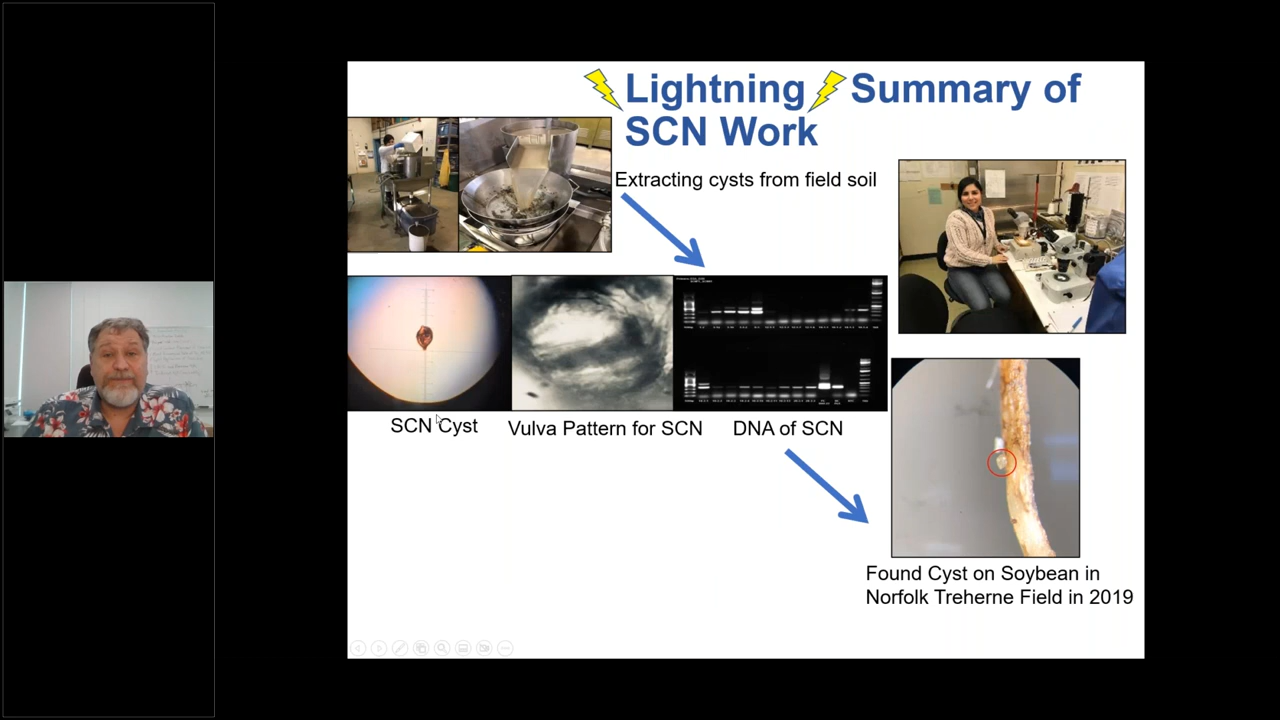 Lightning Summary of
SCN Work
Extracting cysts from field soil
SCN Cyst
Vulva Pattern for SCN
DNA of SCN
Found Cyst on Soybean in
Norfolk Treherne Field in 2019